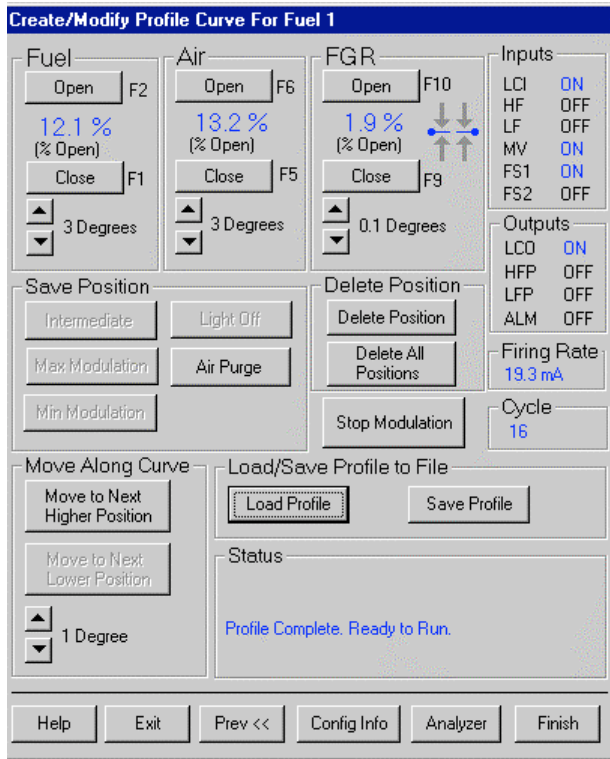 Create/Modify Profile Curve For Fuel 1
Fuel
Open F2
12.1 %
(% Open)
Close F1
3 Degrees
Air
Open F6
13.2 %
(% Open)
Close F5
3 Degrees
FGR
Open F10
1.9 %
(% Open)
Close F9
0.1 Degrees
Inputs
LCI ON
HF OFF
LF OFF
MV ON
FS1 ON
FS2 OFF
Outputs
LCO ON
HFP OFF
LFP OFF
ALM OFF
Firing Rate
19.3 mA
Cycle
16
Save Position
Intermediate
Light Off
Max Modulation
Air Purge
Min Modulation
Delete Position
Delete Position
Delete All
Positions
Stop Modulation
Move Along Curve
Move to Next
Higher Position
Move to Next
Lower Position
1 Degree
Load/Save Profile to File
Load Profile
Save Profile
Status
Profile Complete. Ready to Run.
Help
Exit
Prev <<
Config Info
Analyzer
Finish